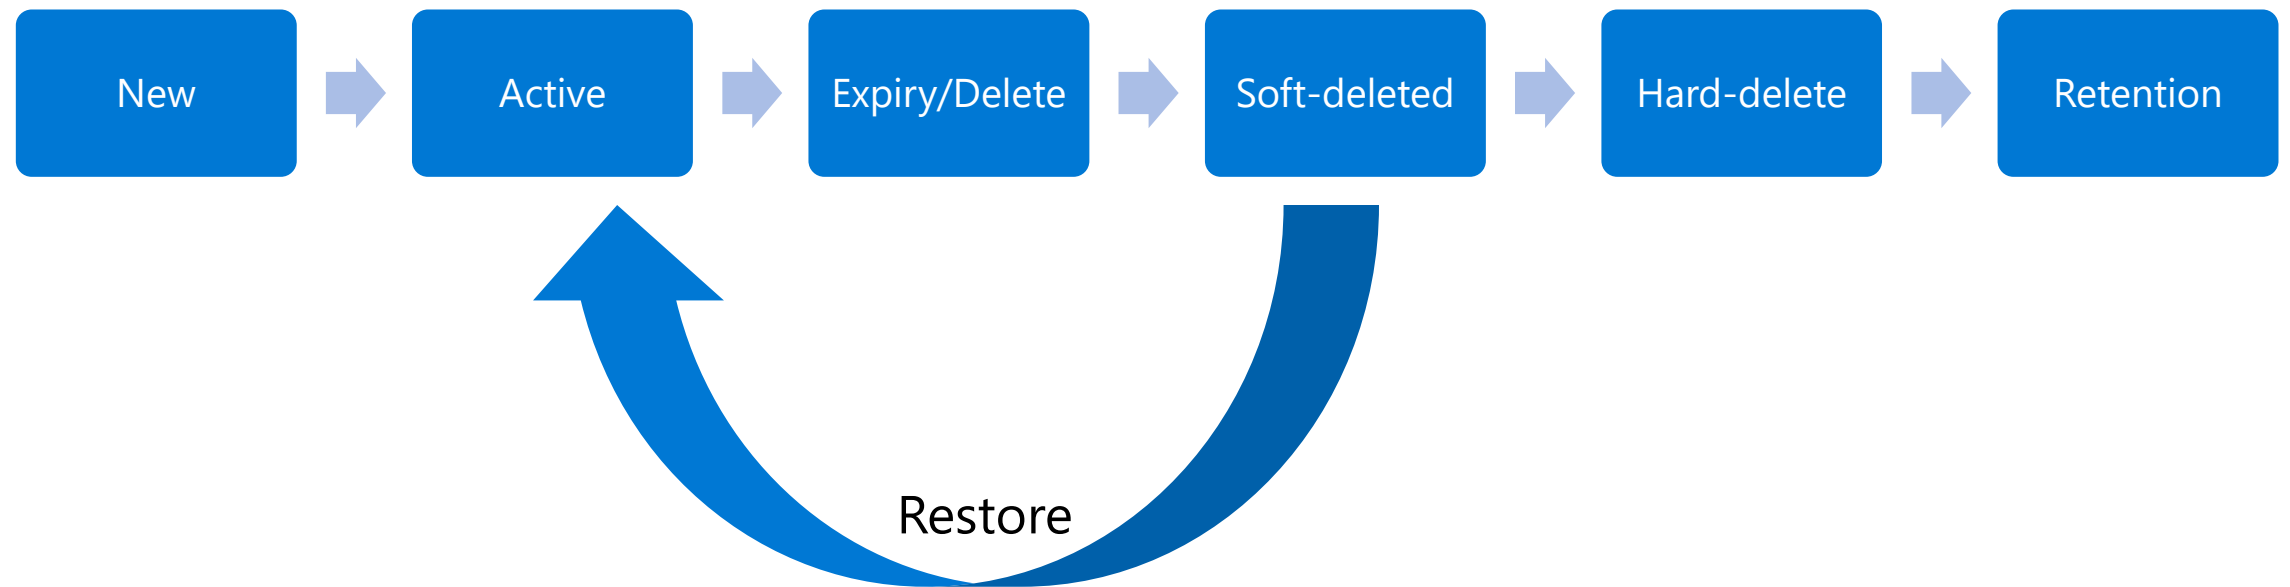 New
Active
Expiry/Delete
Soft-deleted
Hard-delete
Retention
Restore